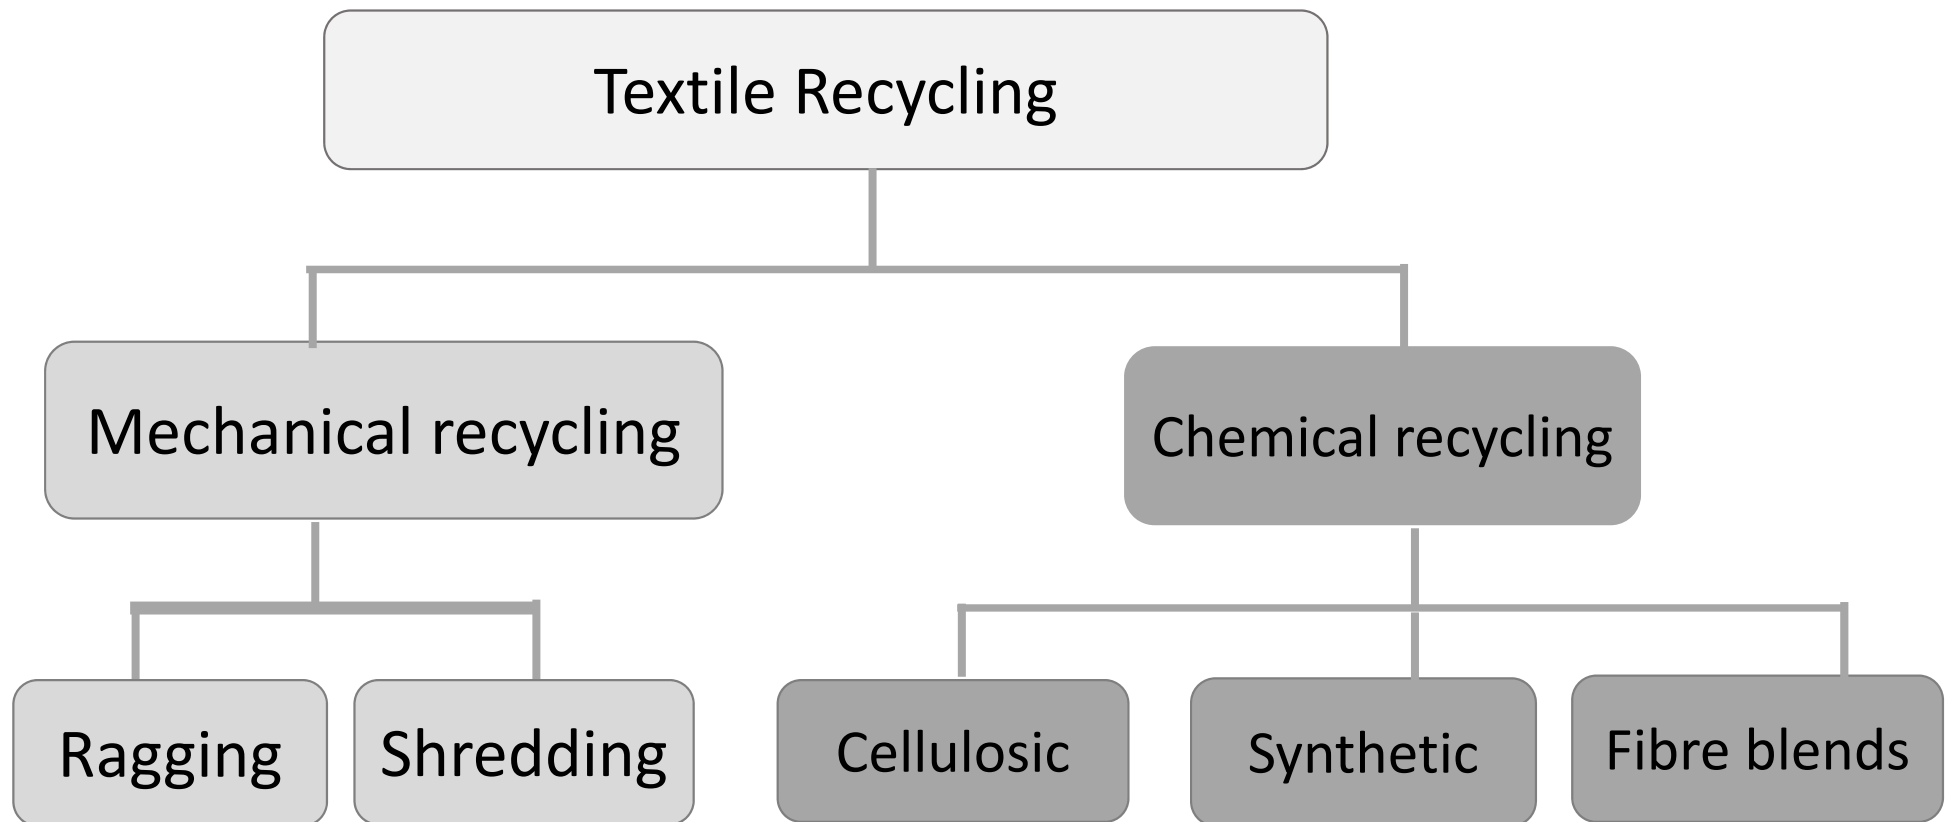 Textile Recycling
Mechanical recycling
Chemical recycling
Ragging
Shredding
Cellulosic
Synthetic
Fibre blends